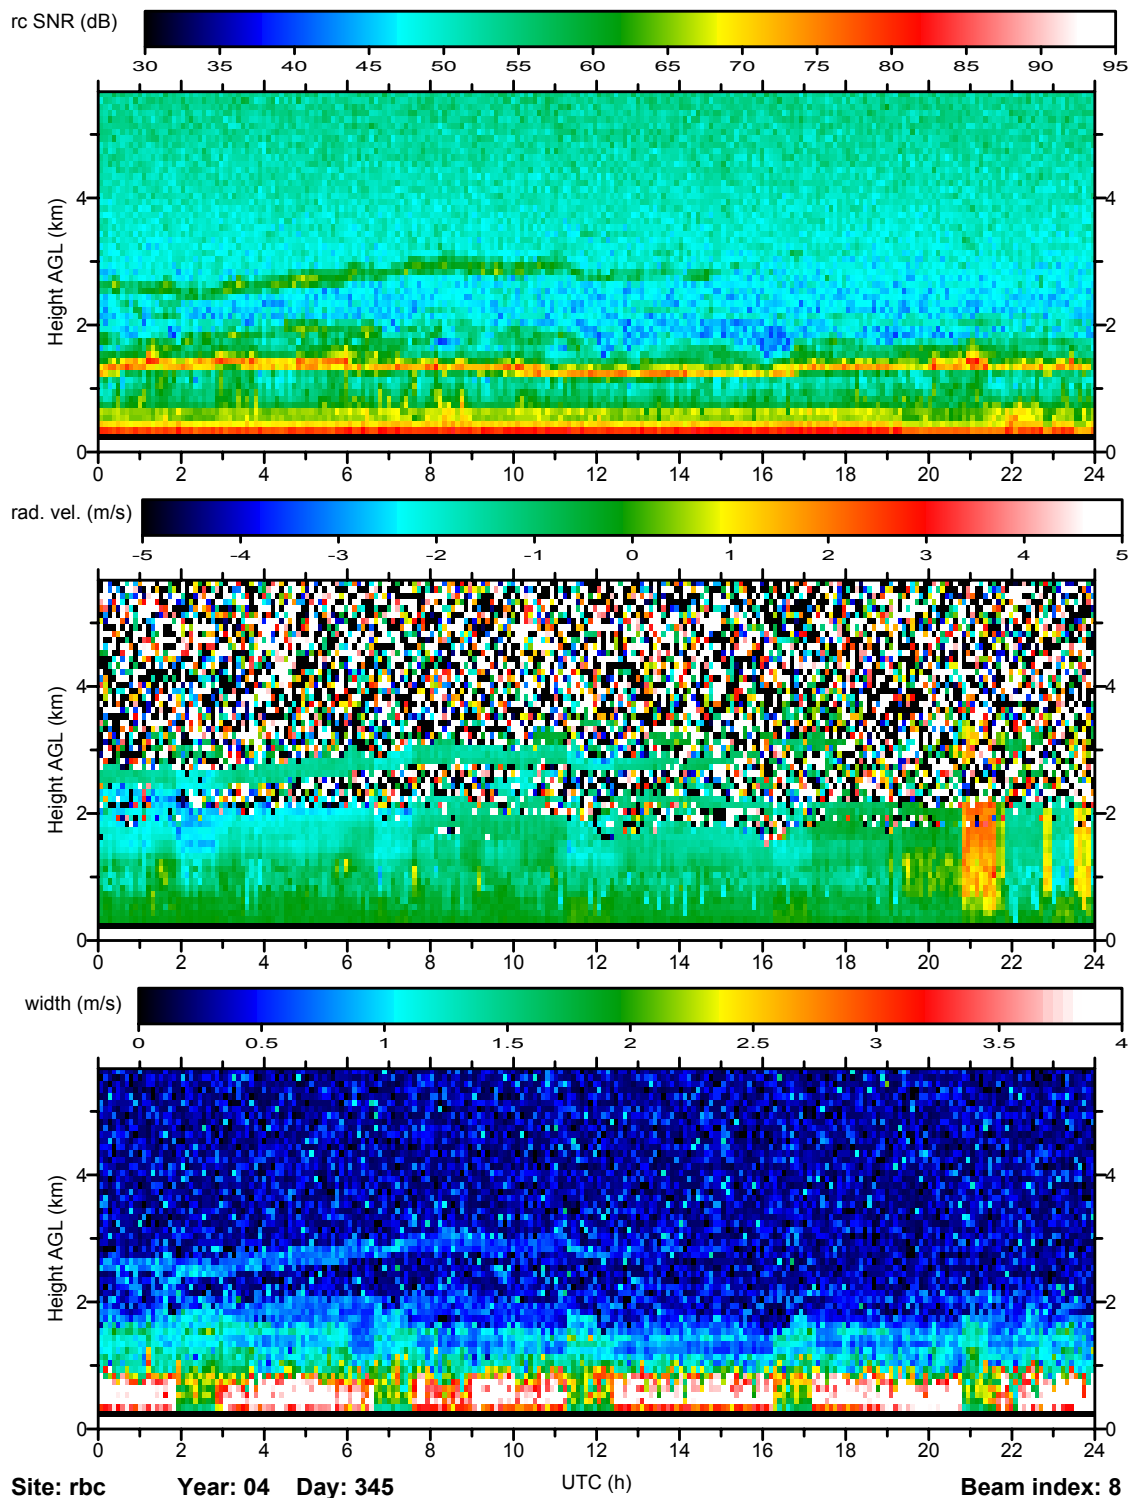 rc SNR (dB)
30 35 40 45 50 55 60 65 70 75 80 85 90 95
Height AGL (km)
4 4
2 2
0 0
0 2 4 6 8 10 12 14 16 18 20 22 24
rad. vel. (m/s)
-5 -4 -3 -2 -1 0 1 2 3 4 5
Height AGL (km)
4 4
2 2
0 0
0 2 4 6 8 10 12 14 16 18 20 22 24
width (m/s)
0 0.5 1 1.5 2 2.5 3 3.5 4
Height AGL (km)
4 4
2 2
0 0
0 2 4 6 8 10 12 14 16 18 20 22 24
UTC (h)
Site: rbc Year: 04 Day: 345 Beam index: 8